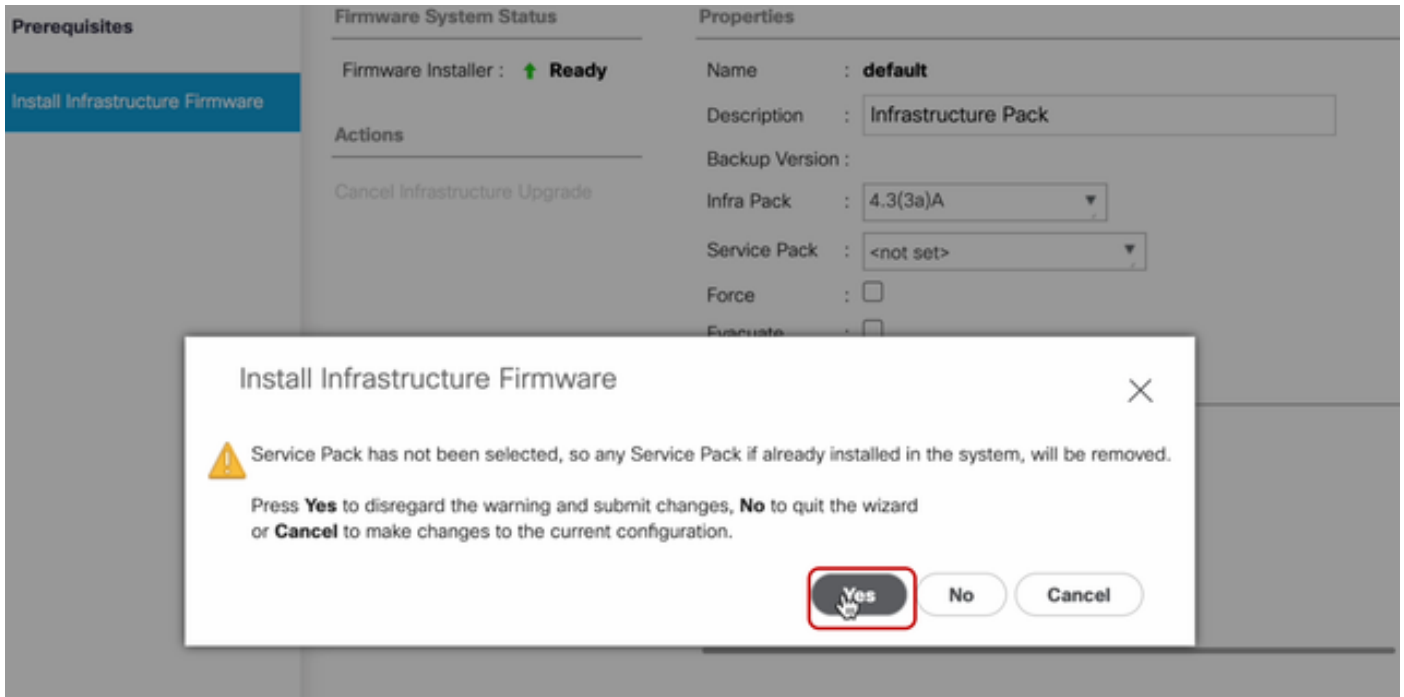 Prerequisites
Install Infrastructure Firmware
Firmware System Status
Firmware Installer : Ready
Actions
Cancel Infrastructure Upgrade
Properties
Name : default
Description : Infrastructure Pack
Backup Version :
Infra Pack : 4.3(3a)A
Service Pack : <not set>
Force :
Evacuate :
Install Infrastructure Firmware
Service Pack has not been selected, so any Service Pack if already installed in the system, will be removed.
Press Yes to disregard the warning and submit changes, No to quit the wizard
or Cancel to make changes to the current configuration.
Yes No Cancel